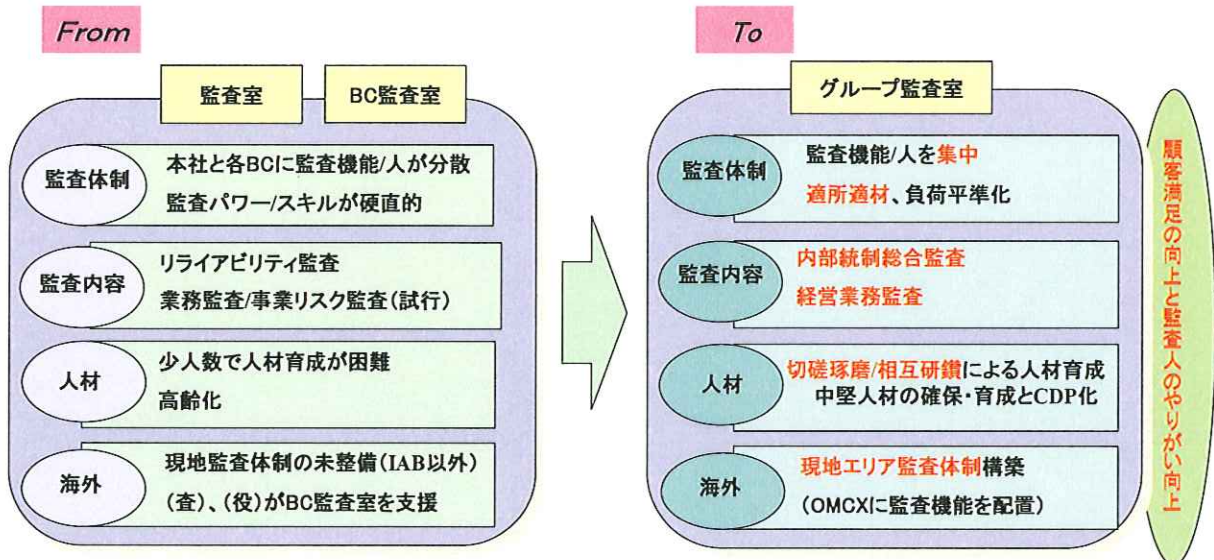 From
監査室
BC監査室
監査体制
本社と各BCに監査機能/人が分散
監査パワー/スキルが硬直的
監査内容
リライアビリティ監査
業務監査/事業リスク監査(試行)
人材
少人数で人材育成が困難
高齢化
海外
現地監査体制の未整備(IAB以外)
(査)、(役)がBC監査室を支援
To
グループ監査室
監査体制
監査機能/人を集中
適所適材、負荷平準化
監査内容
内部統制総合監査
経営業務監査
人材
切磋琢磨/相互研鑽による人材育成
中堅人材の確保・育成とCDP化
海外
現地エリア監査体制構築
(OMCXに監査機能を配置)
顧客満足の向上と監査人のやりがい向上